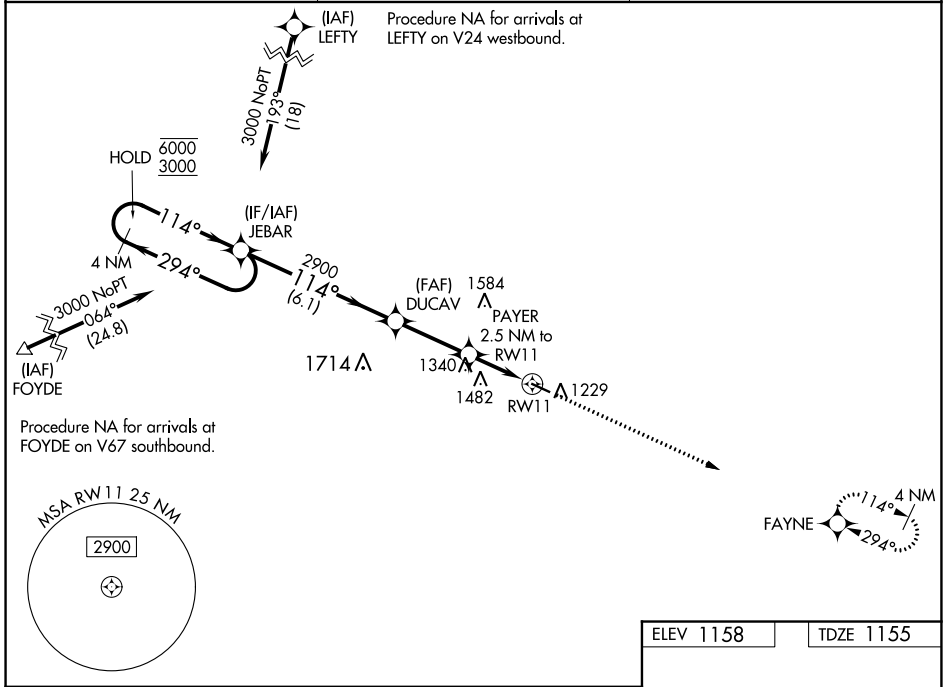 (IAF)
LEFTY
Procedure NA for arrivals at
LEFTY on V24 westbound.
3000 NoPT
193°
(18)
HOLD
6000
3000
114°
(IF/IAF)
JEBAR
4 NM
294°
2900
114°
(6.1)
(FAF)
DUCAV
1584
PAYER
2.5 NM to
RW11
3000 NoPT
064°
(24.8)
(IAF)
FOYDE
1714
1340
1482
RW11
1229
Procedure NA for arrivals at
FOYDE on V67 southbound.
MSA RW11 25 NM
2900
FAYNE
114°
4 NM
294°
ELEV 1158
TDZE 1155